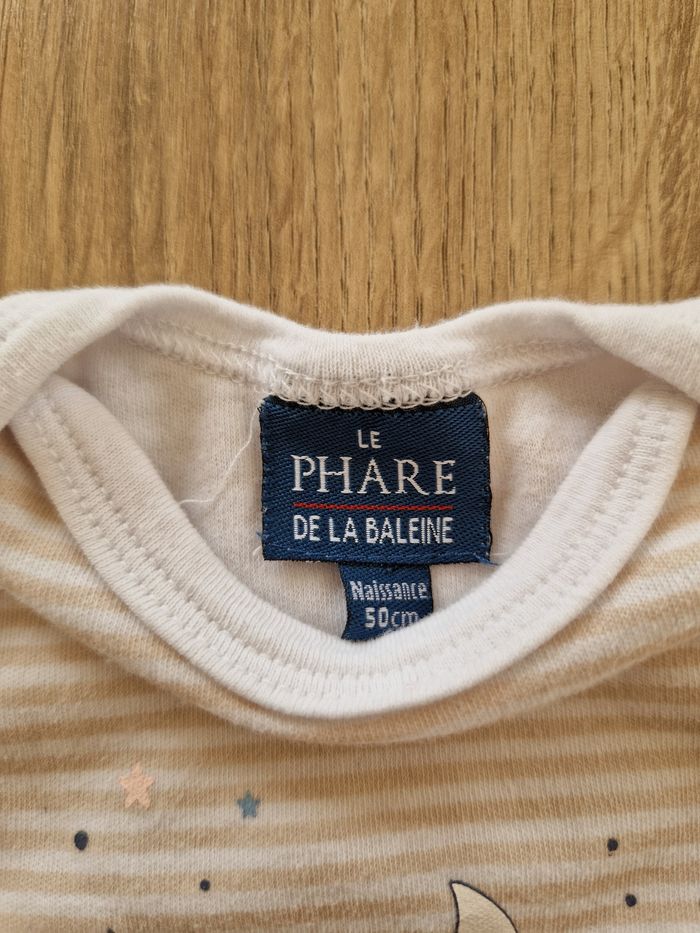 LE
PHARE
DE LA BALEINE
Naissance
50cm